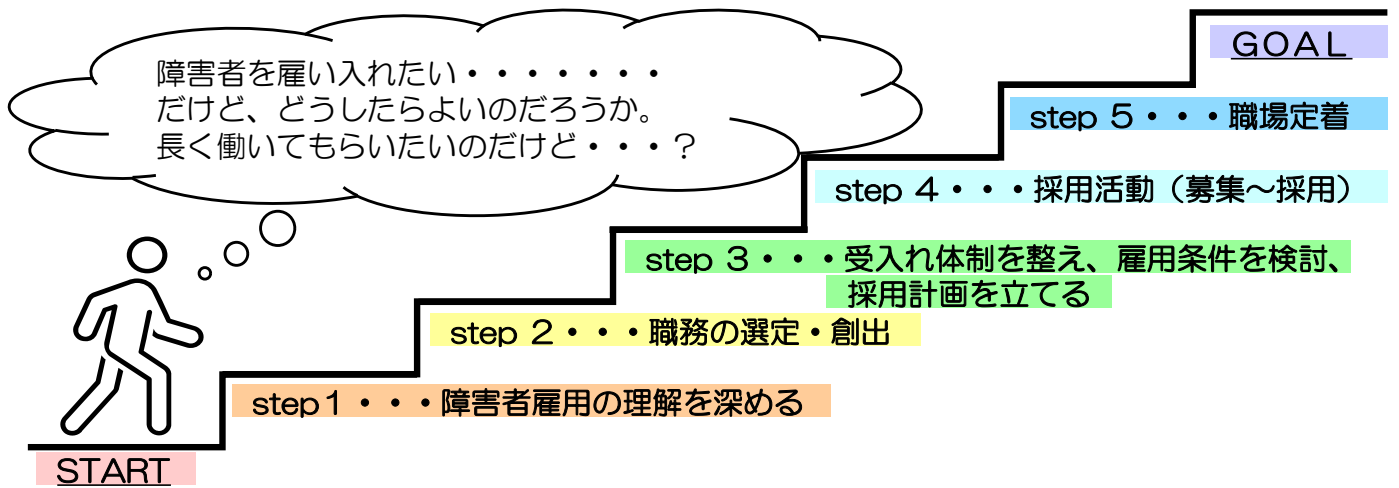 障害者を雇い入れたい・・・・・・・
だけど、どうしたらよいのだろうか。
長く働いてもらいたいのだけど・・・？
GOAL
step ５・・・職場定着
step ４・・・採用活動（募集～採用）
step ３・・・受入れ体制を整え、雇用条件を検討、
採用計画を立てる
step ２・・・職務の選定・創出
step１・・・障害者雇用の理解を深める
START